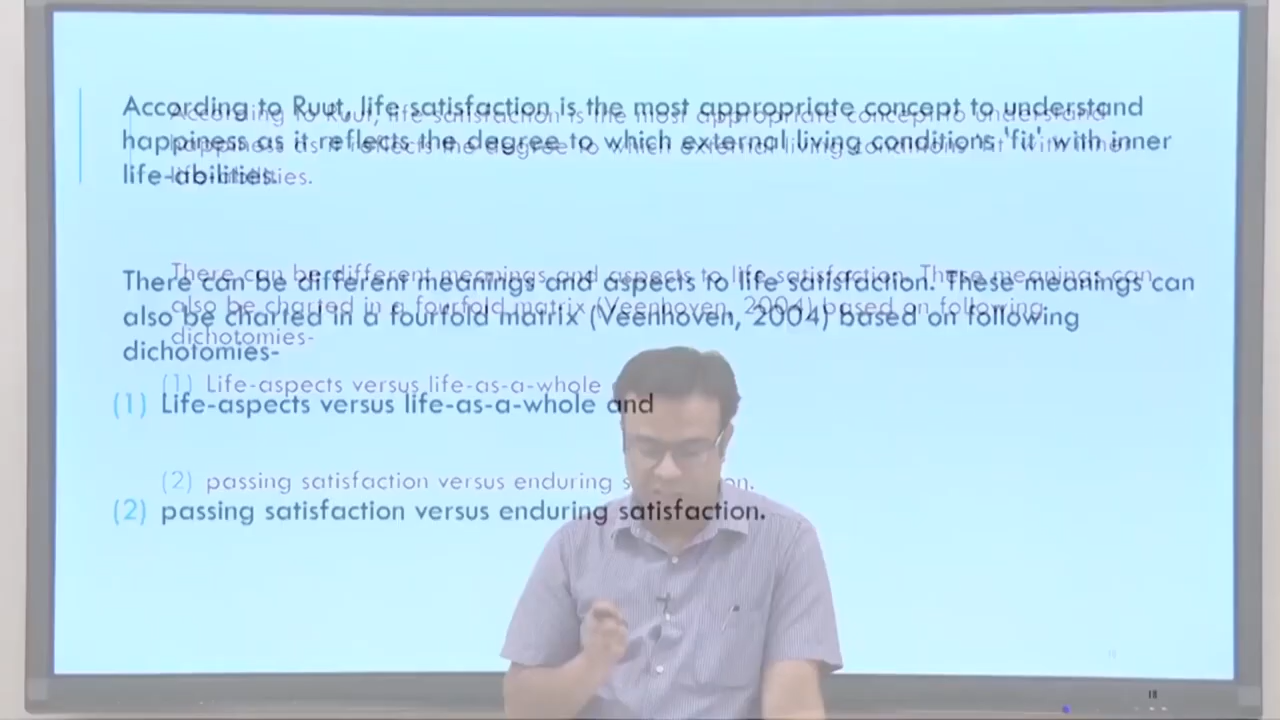 According to Ruut, life satisfaction is the most appropriate concept to understand
happiness as it reflects the degree to which external living conditions 'fit' with inner
life-abilities.
There can be different meanings and aspects to life satisfaction. These meanings can
also be charted in a fourfold matrix (Veenhoven, 2004) based on following
dichotomies-
(1) Life-aspects versus life-as-a-whole and
(2) passing satisfaction versus enduring satisfaction.